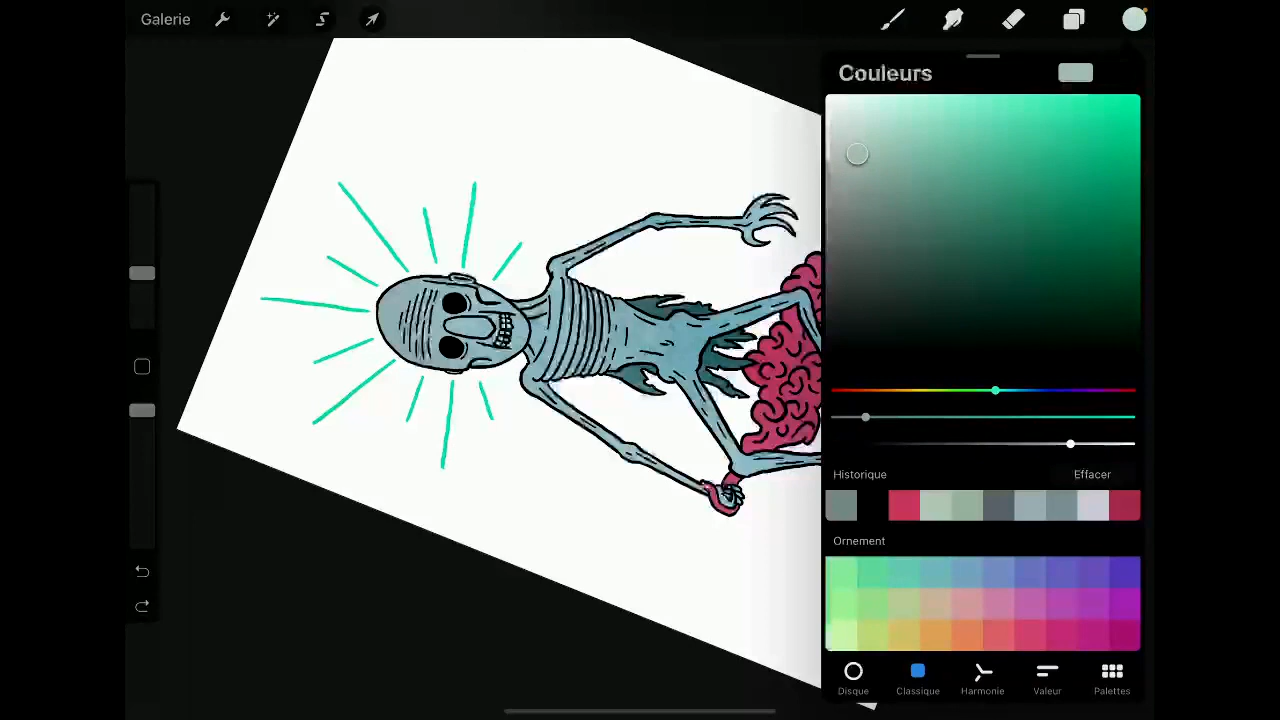 Galerie
Couleurs
Historique
Effacer
Ornement
Disque
Classique
Harmonie
Valeur
Palettes